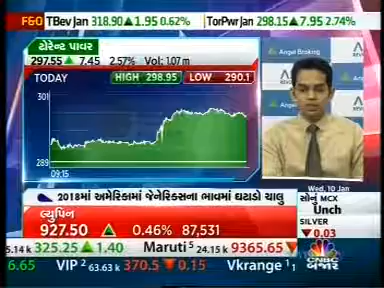 F&O TBev Jan 318.90 ▲ 1.95 0.62% TorPwr Jan 298.15 ▲ 7.95 2.74%
ટોરેન્ટ પાવર
297.55 ▲ 7.45 2.57% Vol: 1.07 m
TODAY HIGH 298.95 LOW 290.1
301
289
09:15
Angel Broking
Wed, 10 Jan
2018માં અમેરિકામાં જેનેરિક્સના ભાવમાં ઘટાડો ચાલુ
લ્યુપિન
927.50 ▲ 0.46% 87,531
સોનું MCX
Unch
SILVER
▼ 0.03
5.14 k 325.25 ▲ 1.40 Maruti 5 24.15 k 9365.65 ▼
6.65 VIP 2 63.63 k 370.5 ▼ 0.15 Vkrange 1 1
CNBC
બજાર